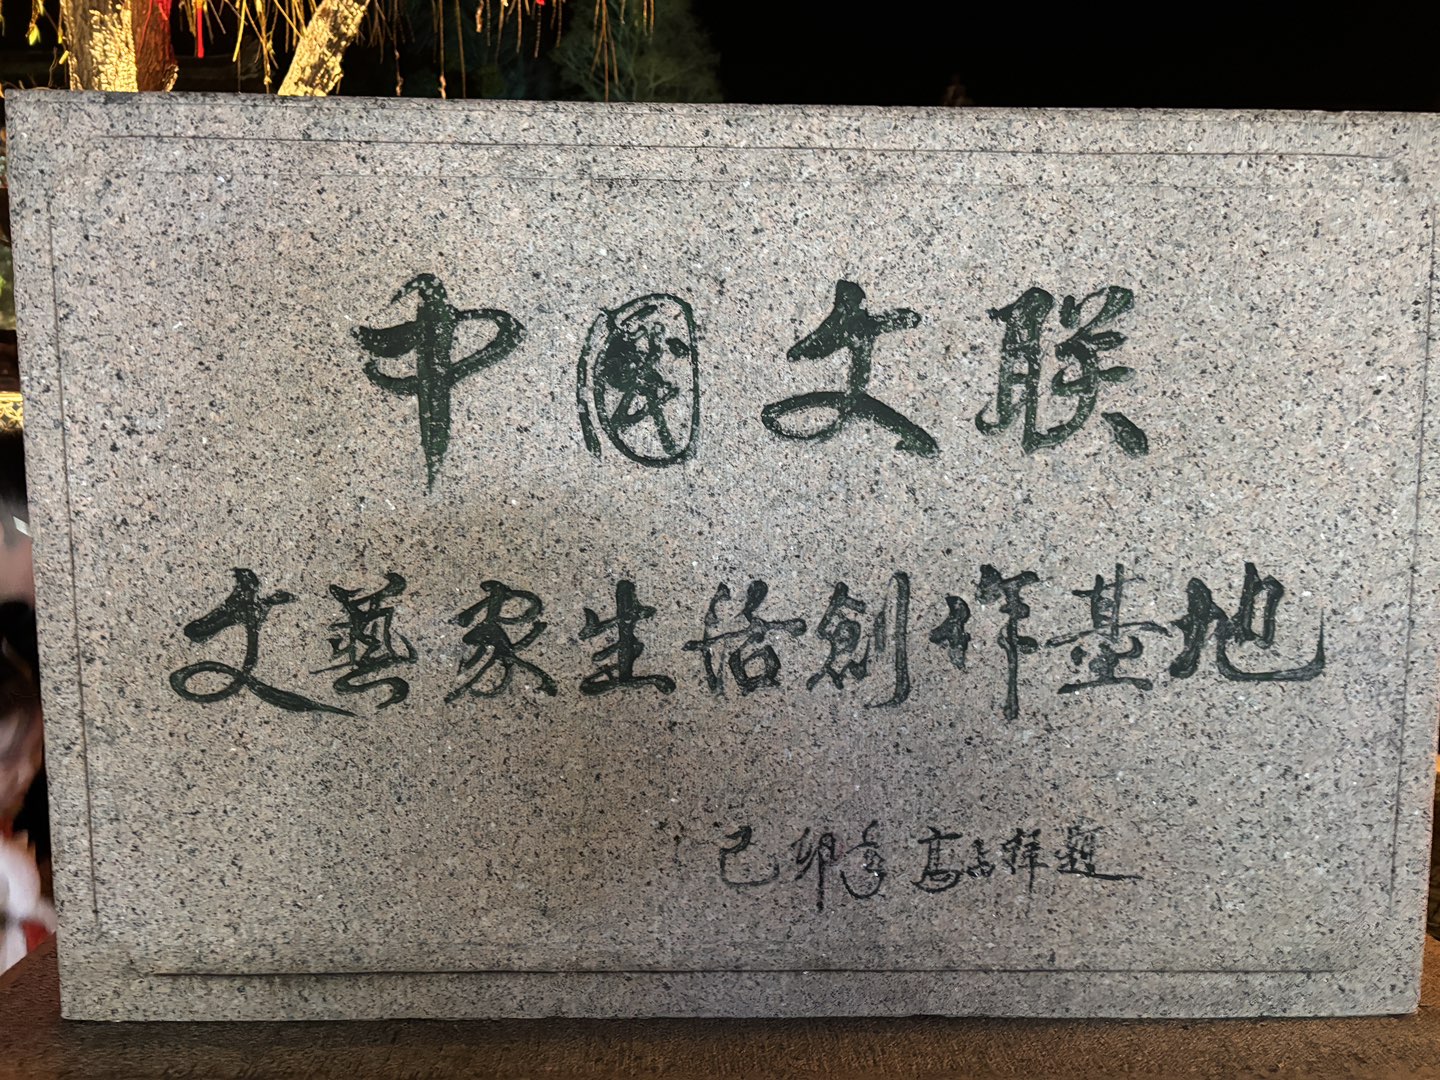 中國文联
文藝家生活創作基地
己卯年 高占祥題